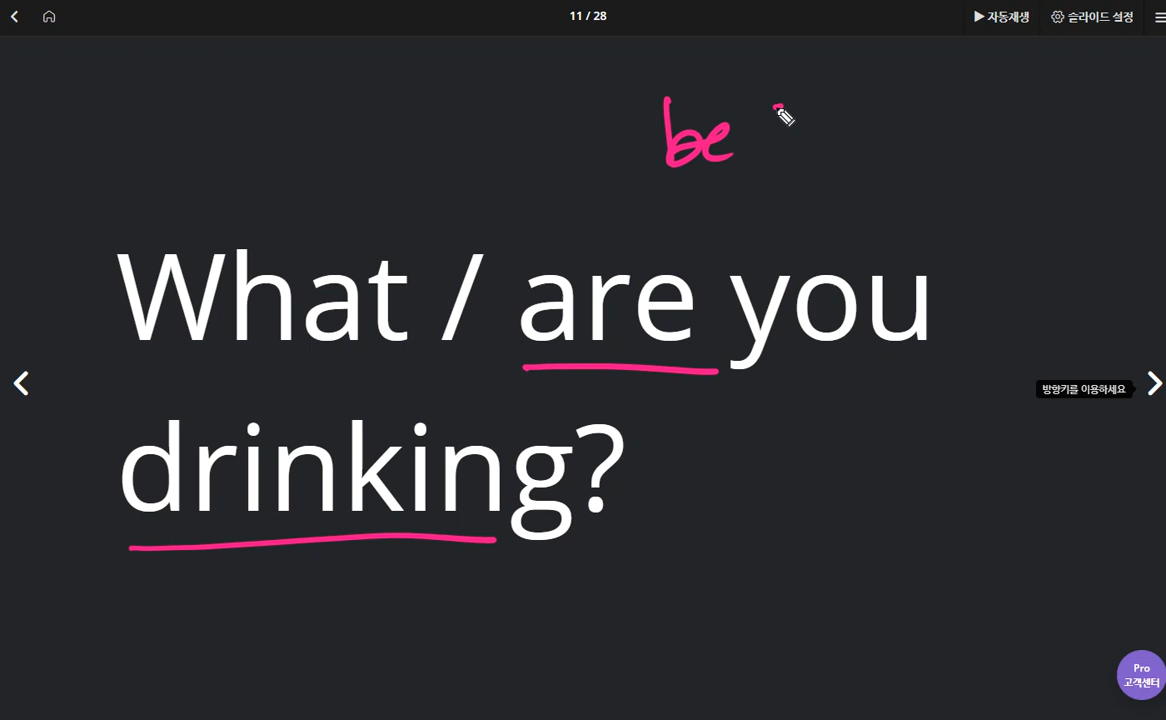 11 / 28
▶ 자동재생
슬라이드 설정
be
What / are you
drinking?
방향키를 이용하세요
Pro
고객센터